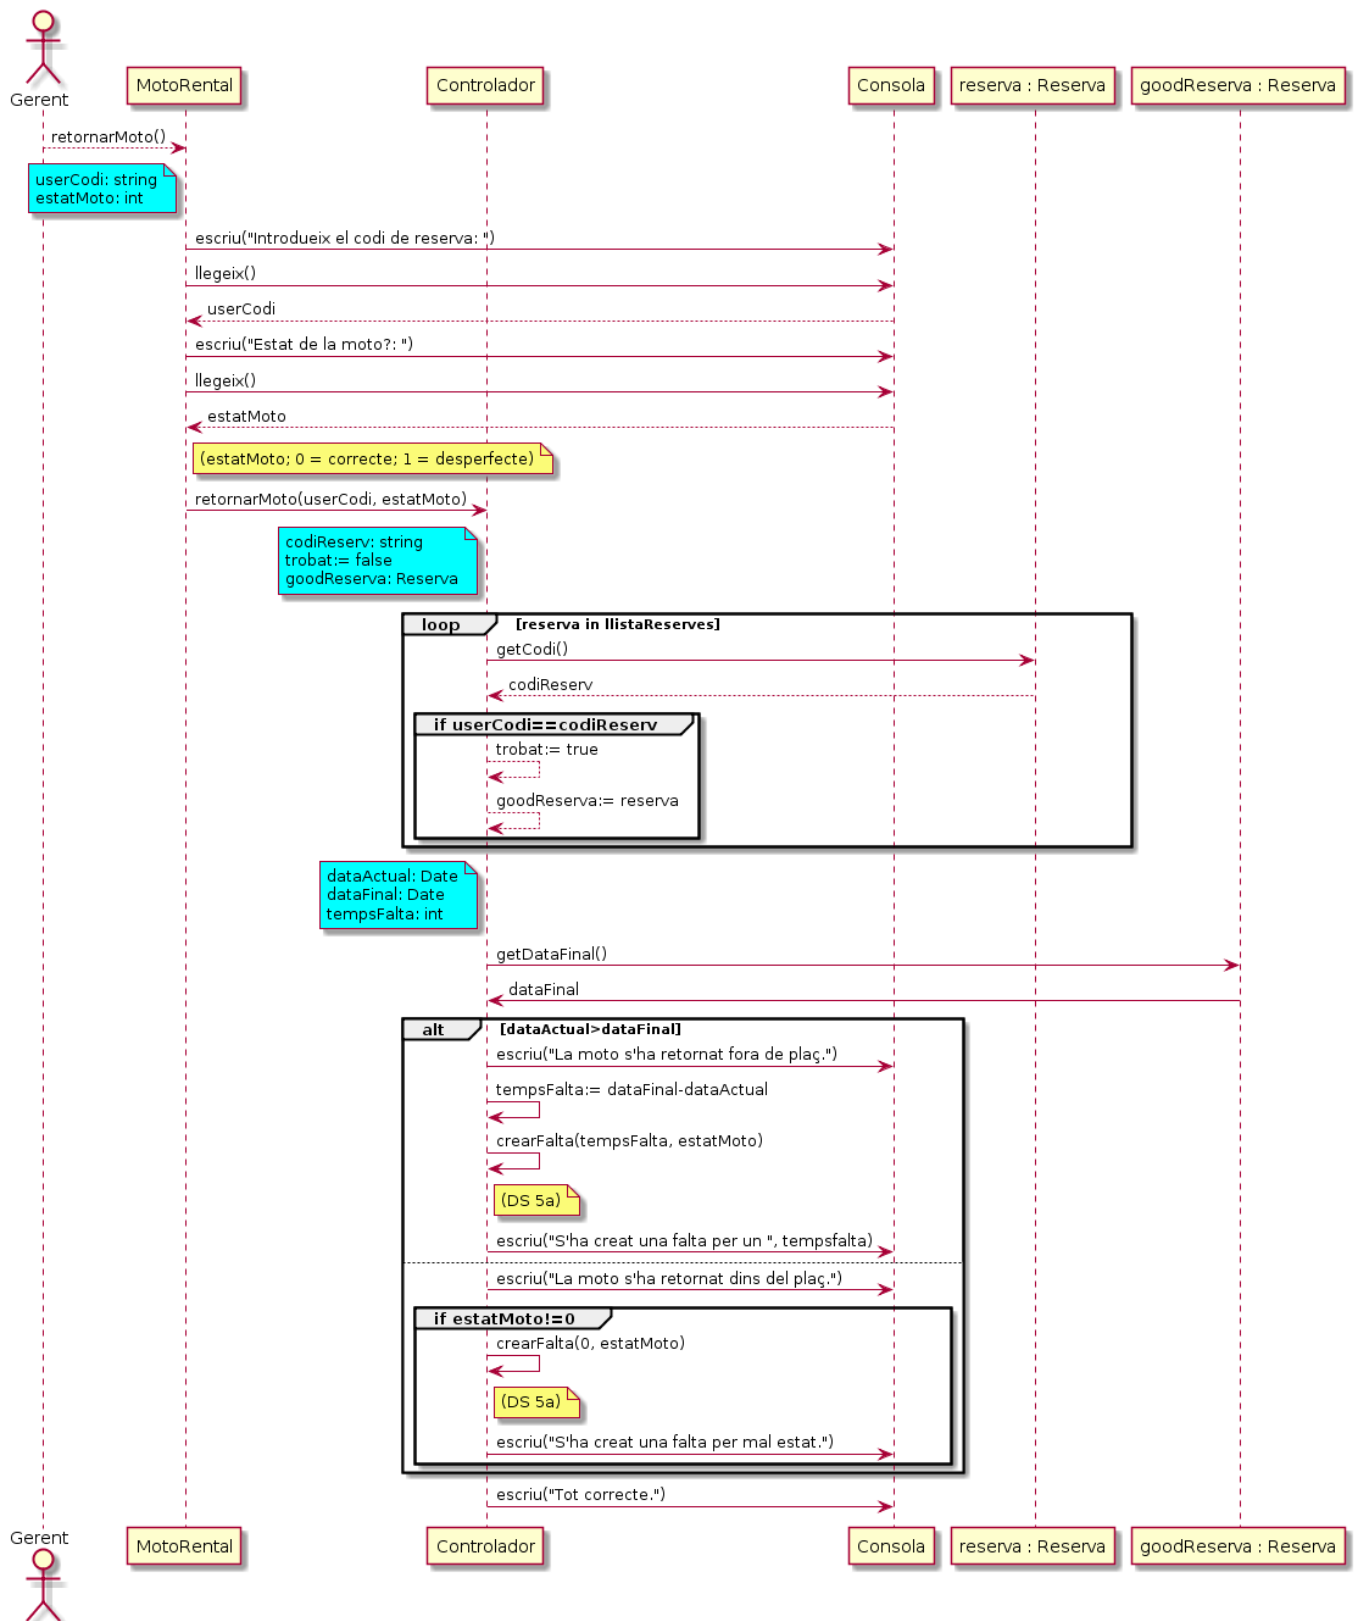 Gerent
MotoRental
Controlador
Consola
reserva : Reserva
goodReserva : Reserva
retornarMoto()
userCodi: string
estatMoto: int
escriu("Introdueix el codi de reserva: ")
llegeix()
userCodi
escriu("Estat de la moto?: ")
llegeix()
estatMoto
(estatMoto; 0 = correcte; 1 = desperfecte)
retornarMoto(userCodi, estatMoto)
codiReserv: string
trobat:= false
goodReserva: Reserva
loop [reserva in llistaReserves]
getCodi()
codiReserv
if userCodi==codiReserv
trobat:= true
goodReserva:= reserva
dataActual: Date
dataFinal: Date
tempsFalta: int
getDataFinal()
dataFinal
alt [dataActual>dataFinal]
escriu("La moto s'ha retornat fora de plaç.")
tempsFalta:= dataFinal-dataActual
crearFalta(tempsFalta, estatMoto)
(DS 5a)
escriu("S'ha creat una falta per un ", tempsfalta)
escriu("La moto s'ha retornat dins del plaç.")
if estatMoto!=0
crearFalta(0, estatMoto)
(DS 5a)
escriu("S'ha creat una falta per mal estat.")
escriu("Tot correcte.")
Gerent
MotoRental
Controlador
Consola
reserva : Reserva
goodReserva : Reserva